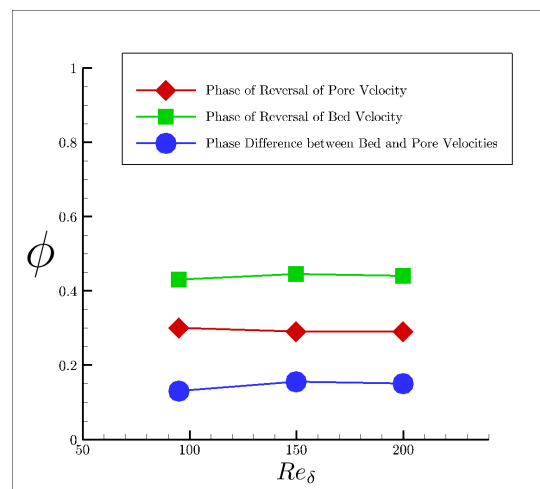 1
Phase of Reversal of Pore Velocity
Phase of Reversal of Bed Velocity
Phase Difference between Bed and Pore Velocities
0.8
0.6
ϕ
0.4
0.2
0
50 100 150 200
Re_δ